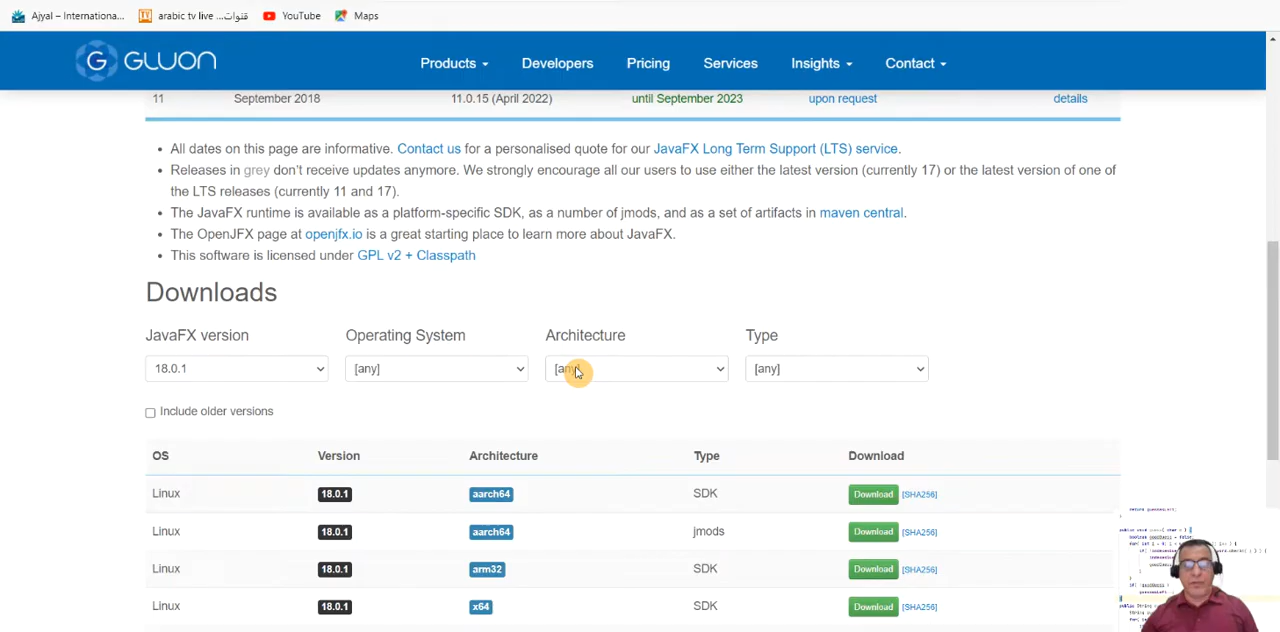 Ajyal – Internationa... arabic tv live ...قنوات YouTube Maps
GLUON Products Developers Pricing Services Insights Contact
11 September 2018 11.0.15 (April 2022) until September 2023 upon request details
• All dates on this page are informative. Contact us for a personalised quote for our JavaFX Long Term Support (LTS) service.
• Releases in grey don't receive updates anymore. We strongly encourage all our users to use either the latest version (currently 17) or the latest version of one of
the LTS releases (currently 11 and 17).
• The JavaFX runtime is available as a platform-specific SDK, as a number of jmods, and as a set of artifacts in maven central.
• The OpenJFX page at openjfx.io is a great starting place to learn more about JavaFX.
• This software is licensed under GPL v2 + Classpath
Downloads
JavaFX version Operating System Architecture Type
18.0.1 [any] [any] [any]
Include older versions
OS Version Architecture Type Download
Linux 18.0.1 aarch64 SDK Download [SHA256]
Linux 18.0.1 aarch64 jmods Download [SHA256]
Linux 18.0.1 arm32 SDK Download [SHA256]
Linux 18.0.1 x64 SDK Download [SHA256]